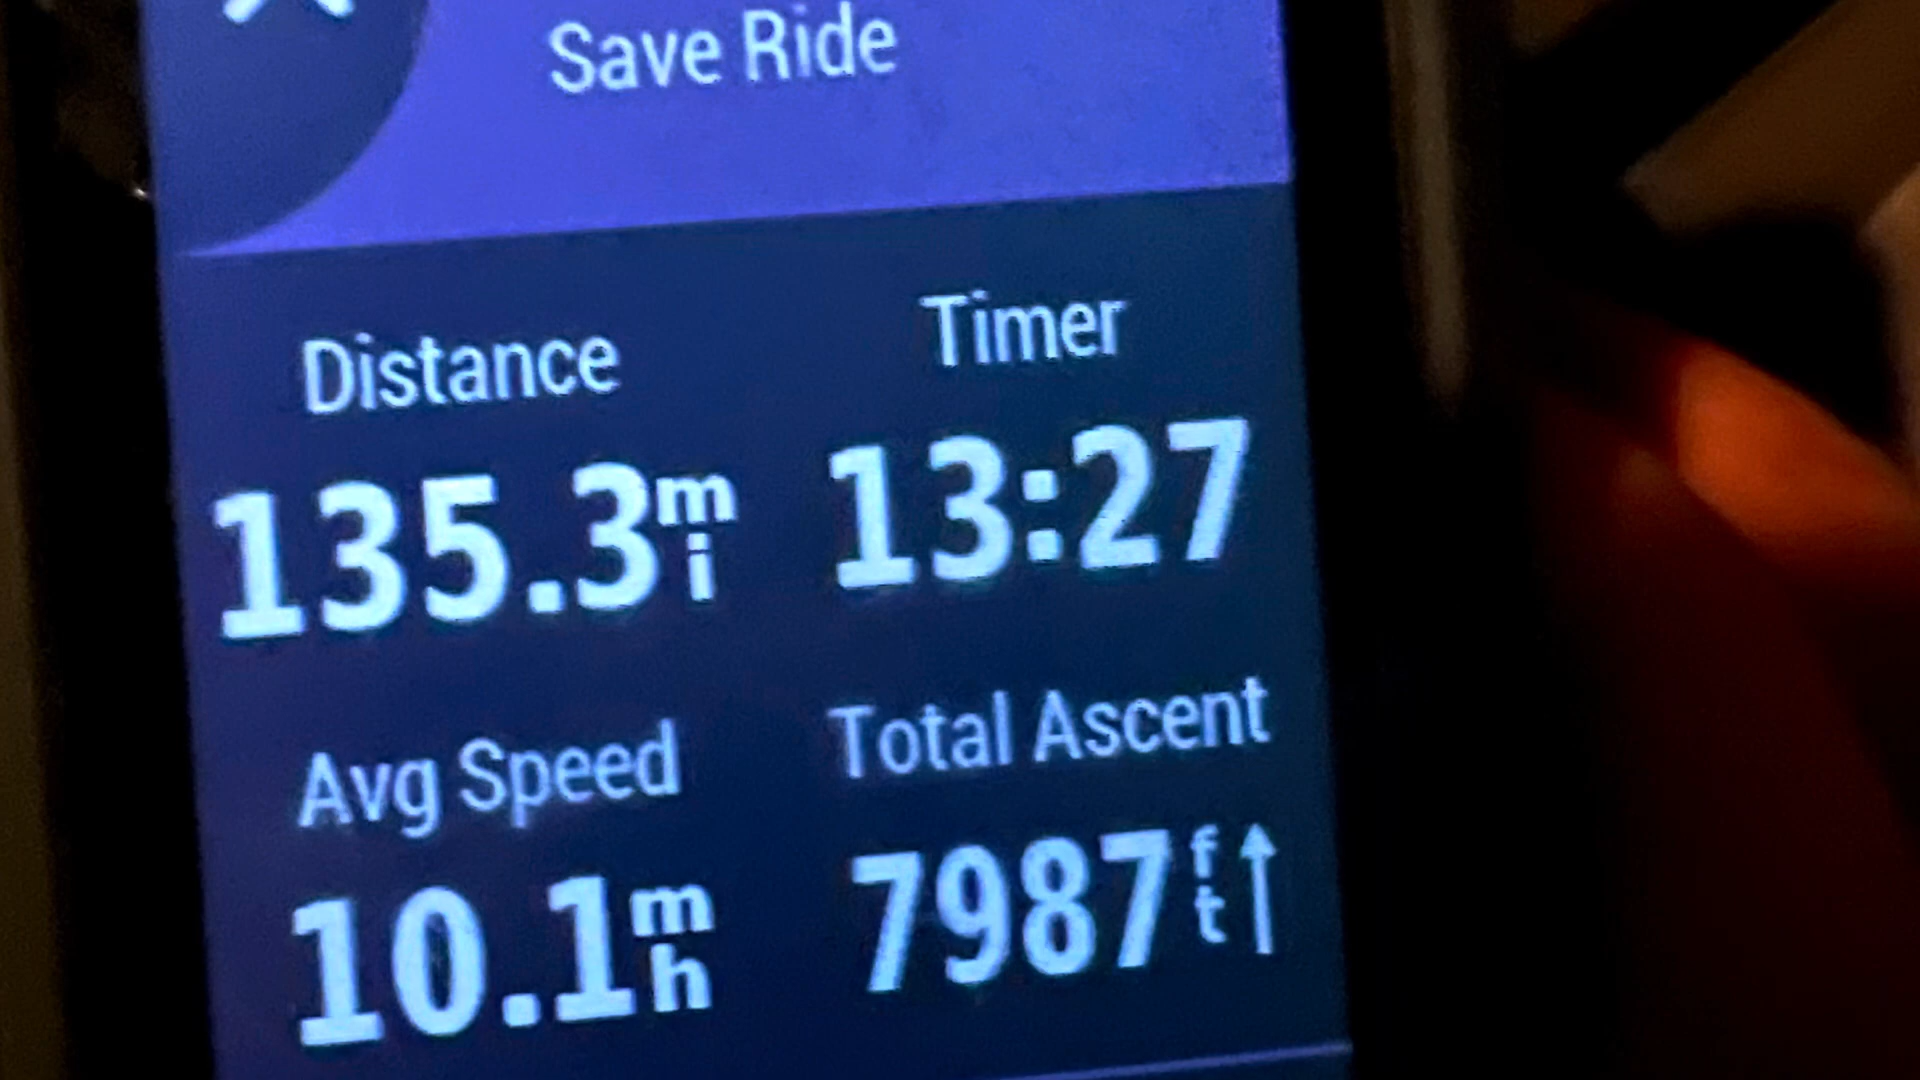 Save Ride
Distance
Timer
135.3mi
13:27
Avg Speed
Total Ascent
10.1mh
7987ft↑